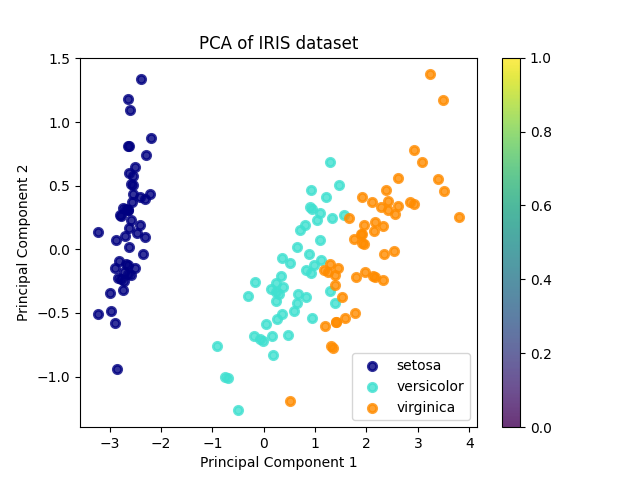 PCA of IRIS dataset
Principal Component 2
1.5
1.0
0.5
0.0
−0.5
−1.0
−3 −2 −1 0 1 2 3 4
Principal Component 1
setosa
versicolor
virginica
1.0
0.8
0.6
0.4
0.2
0.0